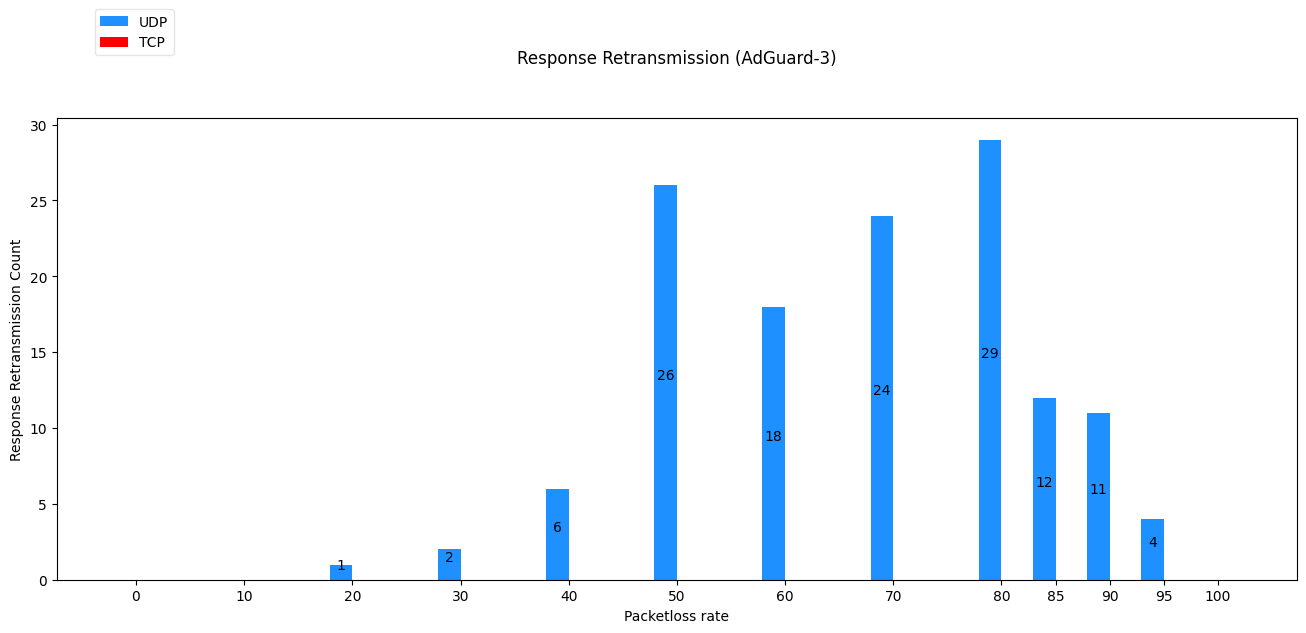 UDP
TCP
Response Retransmission (AdGuard-3)
Response Retransmission Count
30
25
20
15
10
5
0
1
2
6
26
18
24
29
12
11
4
0 10 20 30 40 50 60 70 80 85 90 95 100
Packetloss rate